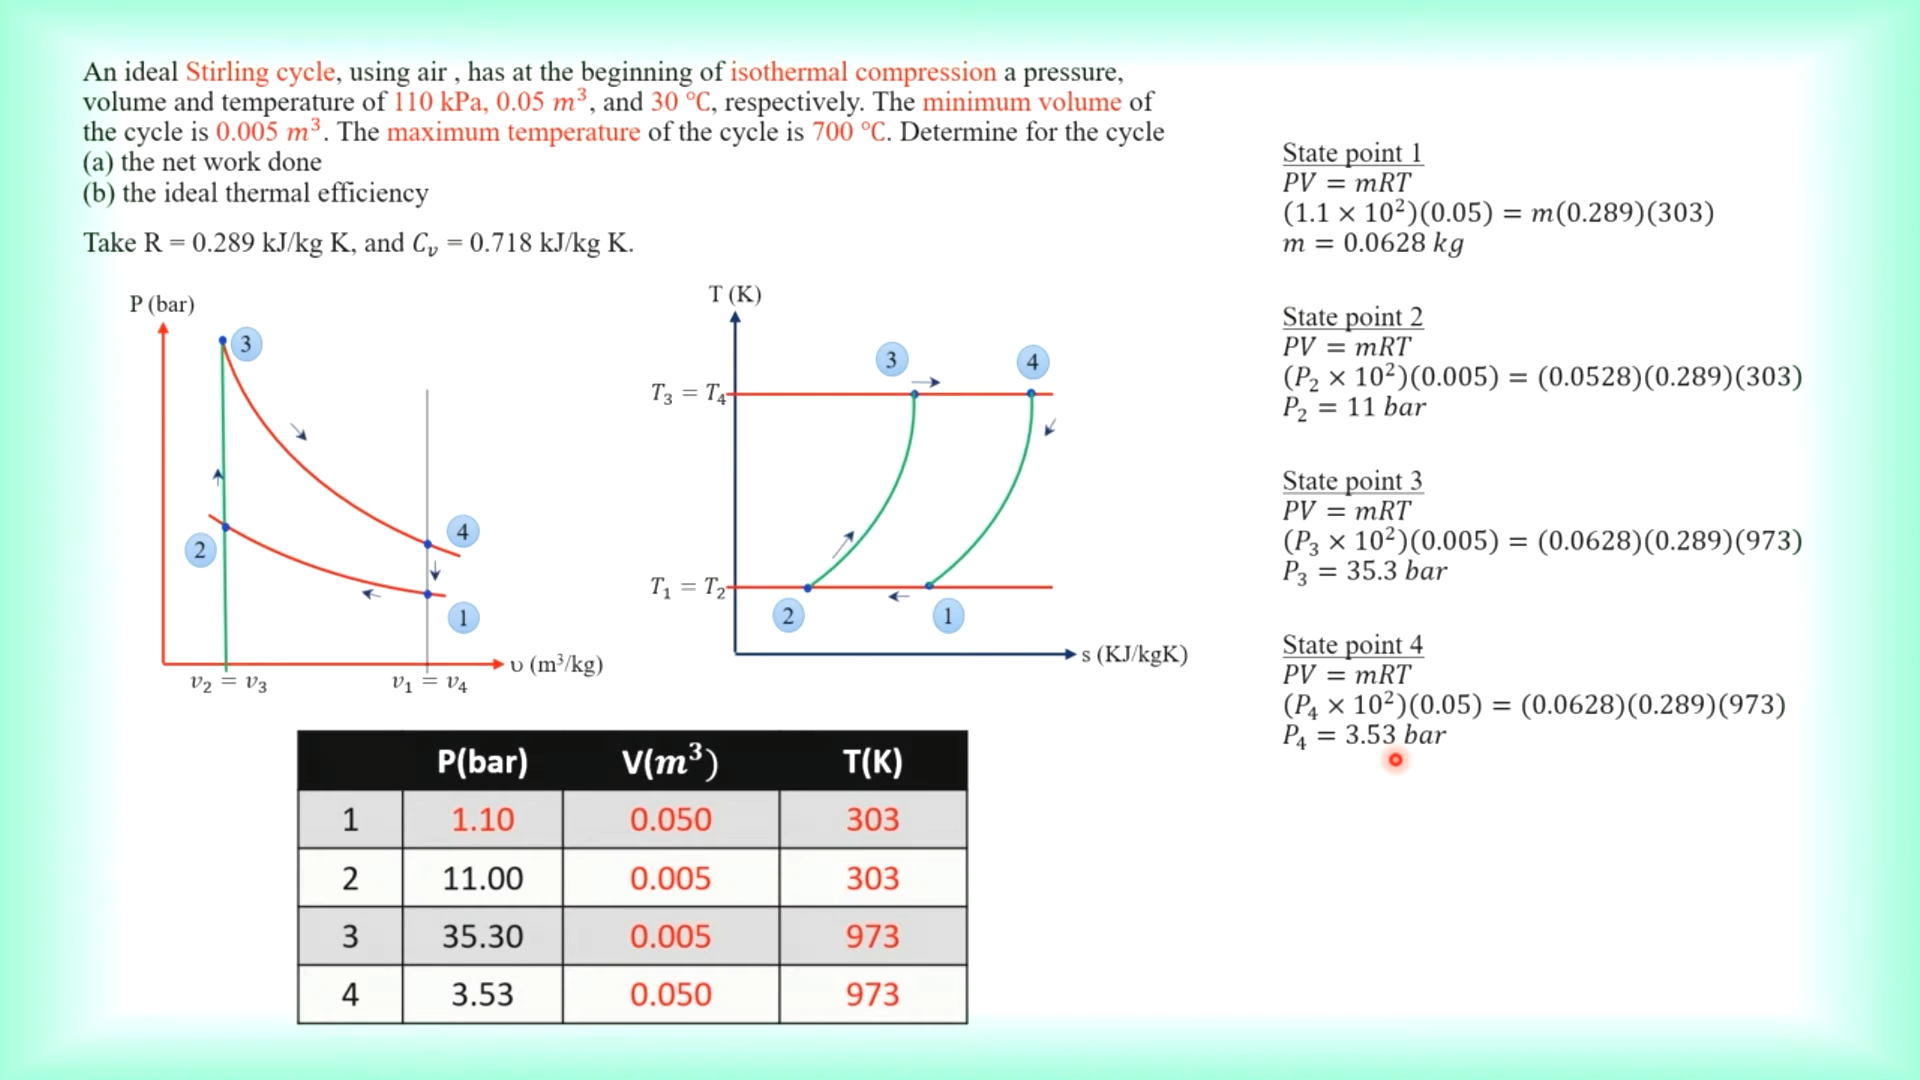 An ideal Stirling cycle, using air , has at the beginning of isothermal compression a pressure,
volume and temperature of 110 kPa, 0.05 m³, and 30 °C, respectively. The minimum volume of
the cycle is 0.005 m³. The maximum temperature of the cycle is 700 °C. Determine for the cycle
(a) the net work done
(b) the ideal thermal efficiency
Take R = 0.289 kJ/kg K, and Cᵥ = 0.718 kJ/kg K.
P (bar)
3
4
2
1
υ (m³/kg)
v₂ = v₃
v₁ = v₄
T (K)
3
4
T₃ = T₄
T₁ = T₂
2
1
s (KJ/kgK)
P(bar) V(m³) T(K)
1 1.10 0.050 303
2 11.00 0.005 303
3 35.30 0.005 973
4 3.53 0.050 973
State point 1
PV = mRT
(1.1 × 10²)(0.05) = m(0.289)(303)
m = 0.0628 kg
State point 2
PV = mRT
(P₂ × 10²)(0.005) = (0.0528)(0.289)(303)
P₂ = 11 bar
State point 3
PV = mRT
(P₃ × 10²)(0.005) = (0.0628)(0.289)(973)
P₃ = 35.3 bar
State point 4
PV = mRT
(P₄ × 10²)(0.05) = (0.0628)(0.289)(973)
P₄ = 3.53 bar